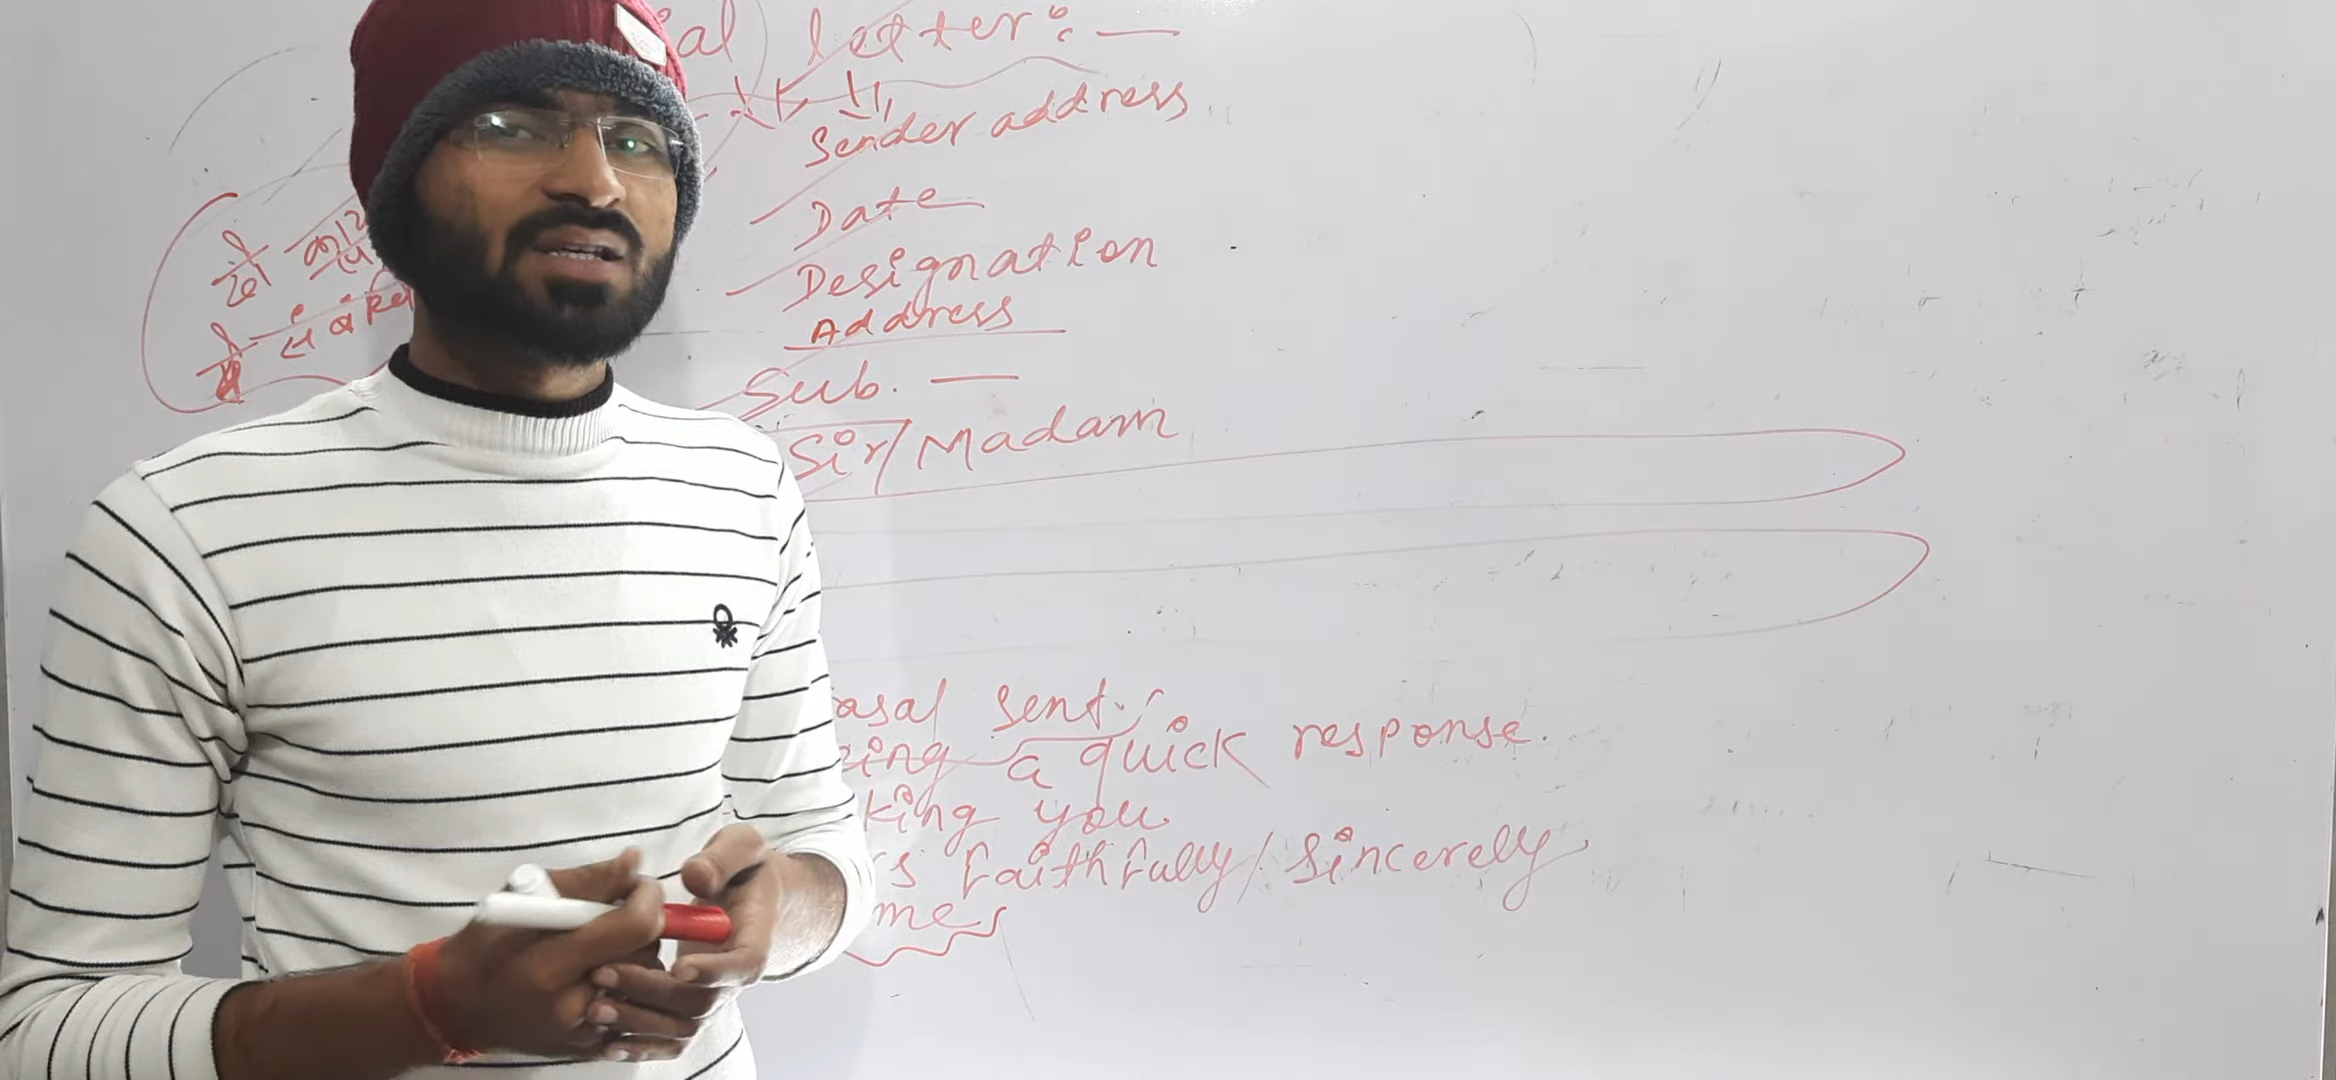 al letter:—
Sender address
Date
Designation
Address
Sub. —
Sir/Madam
asal sent.
ing a quick response.
king you
s faithfully/sincerely
me